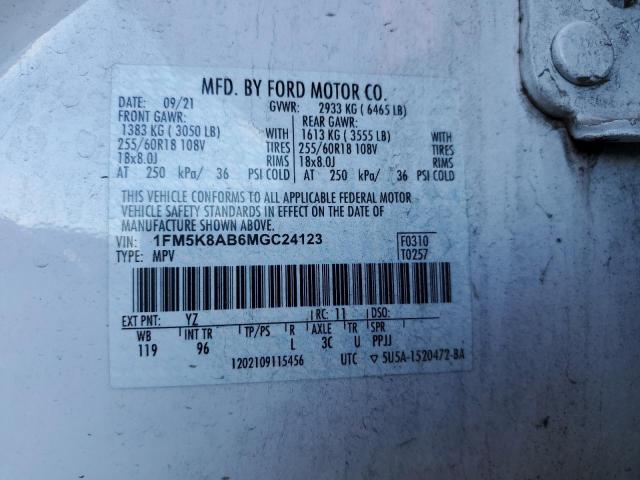 MFD. BY FORD MOTOR CO.
DATE: 09/21 GVWR: 2933 KG ( 6465 LB)
FRONT GAWR: REAR GAWR:
1383 KG ( 3050 LB) WITH 1613 KG ( 3555 LB) WITH
255/60R18 108V TIRES 255/60R18 108V TIRES
18x8.0J RIMS 18x8.0J RIMS
AT 250 kPa/ 36 PSI COLD AT 250 kPa/ 36 PSI COLD
THIS VEHICLE CONFORMS TO ALL APPLICABLE FEDERAL MOTOR
VEHICLE SAFETY STANDARDS IN EFFECT ON THE DATE OF
MANUFACTURE SHOWN ABOVE.
VIN: 1FM5K8AB6MGC24123 F0310
TYPE: MPV T0257
EXT PNT: YZ RC: 11 DSO:
WB INT TR TP/PS R AXLE TR SPR
119 96 L 3C U PPJJ
1202109115456 UTC ▽ 5U5A-1520472-BA